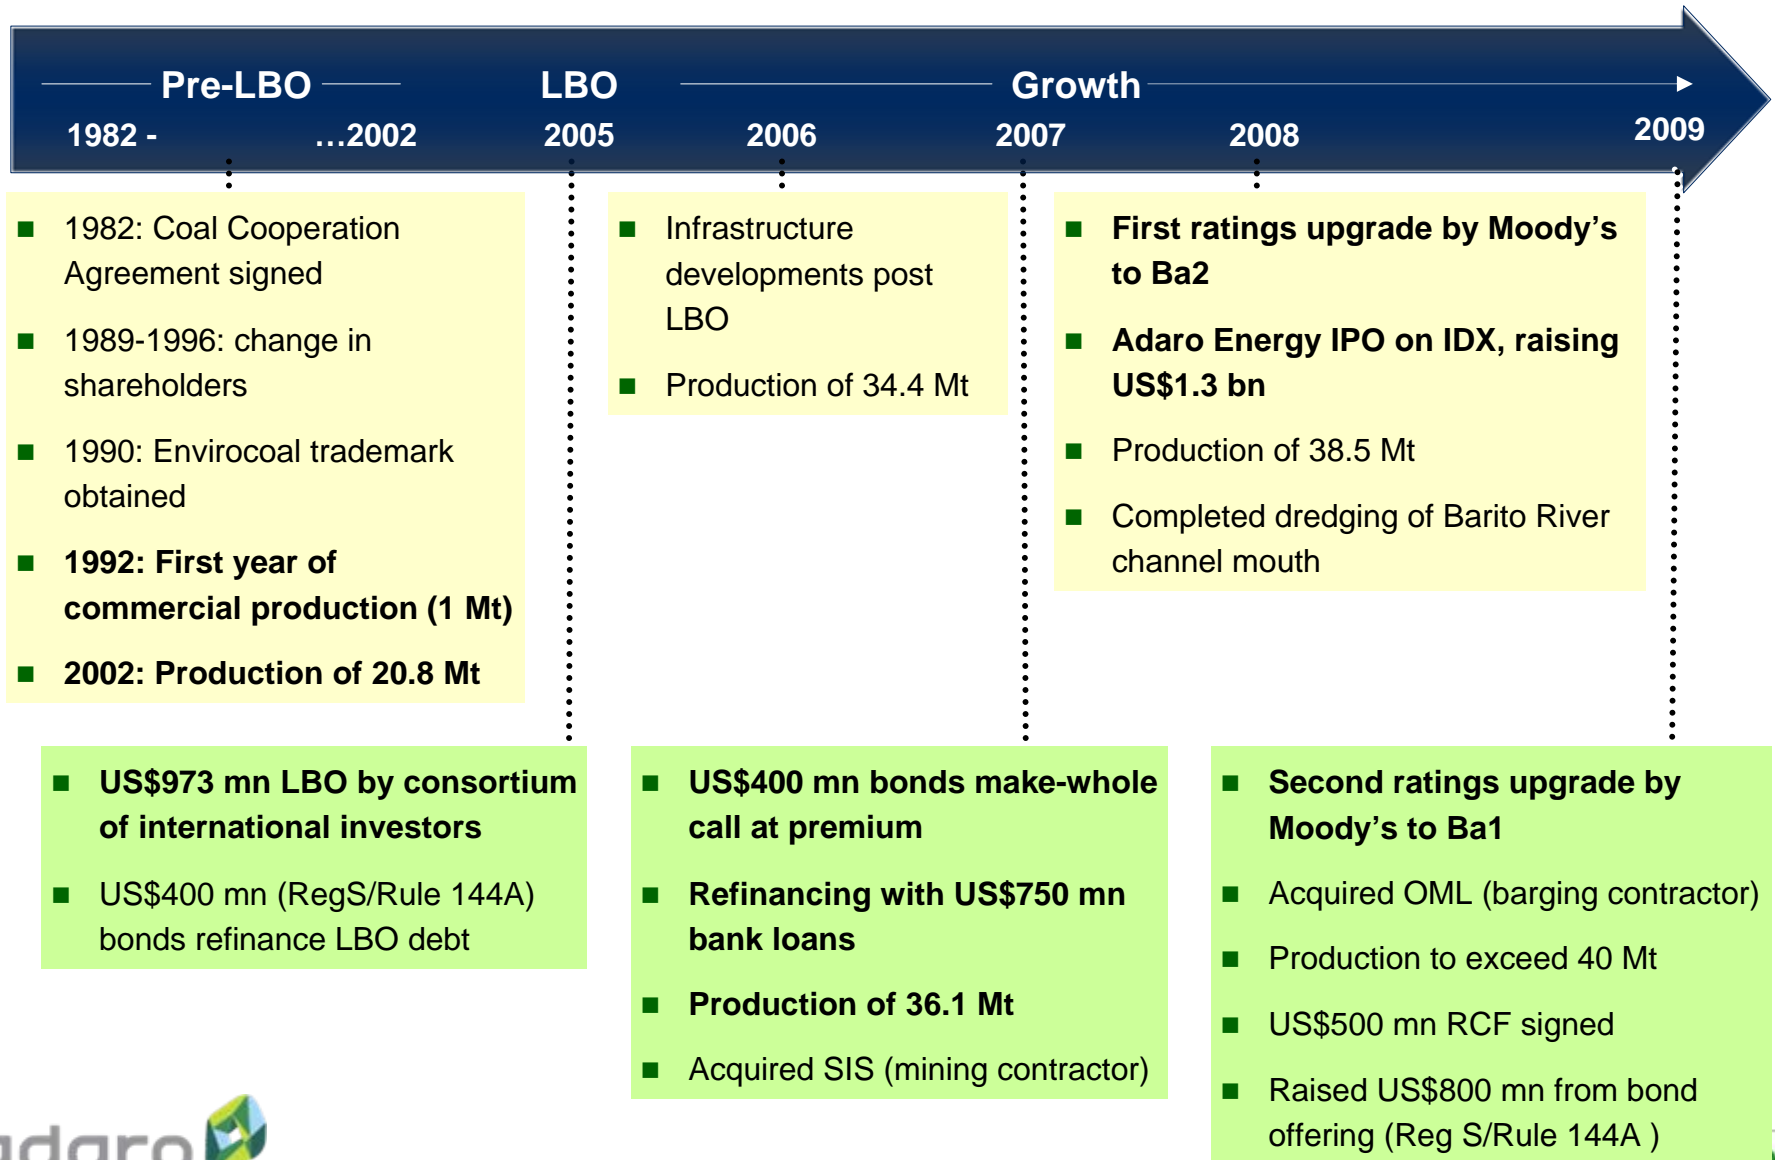 Pre-LBO LBO Growth
1982 - …2002 2005 2006 2007 2008 2009
■ 1982: Coal Cooperation
Agreement signed
■ 1989-1996: change in
shareholders
■ 1990: Envirocoal trademark
obtained
■ 1992: First year of
commercial production (1 Mt)
■ 2002: Production of 20.8 Mt
■ Infrastructure
developments post
LBO
■ Production of 34.4 Mt
■ First ratings upgrade by Moody's
to Ba2
■ Adaro Energy IPO on IDX, raising
US$1.3 bn
■ Production of 38.5 Mt
■ Completed dredging of Barito River
channel mouth
■ US$973 mn LBO by consortium
of international investors
■ US$400 mn (RegS/Rule 144A)
bonds refinance LBO debt
■ US$400 mn bonds make-whole
call at premium
■ Refinancing with US$750 mn
bank loans
■ Production of 36.1 Mt
■ Acquired SIS (mining contractor)
■ Second ratings upgrade by
Moody's to Ba1
■ Acquired OML (barging contractor)
■ Production to exceed 40 Mt
■ US$500 mn RCF signed
■ Raised US$800 mn from bond
offering (Reg S/Rule 144A )
adaro